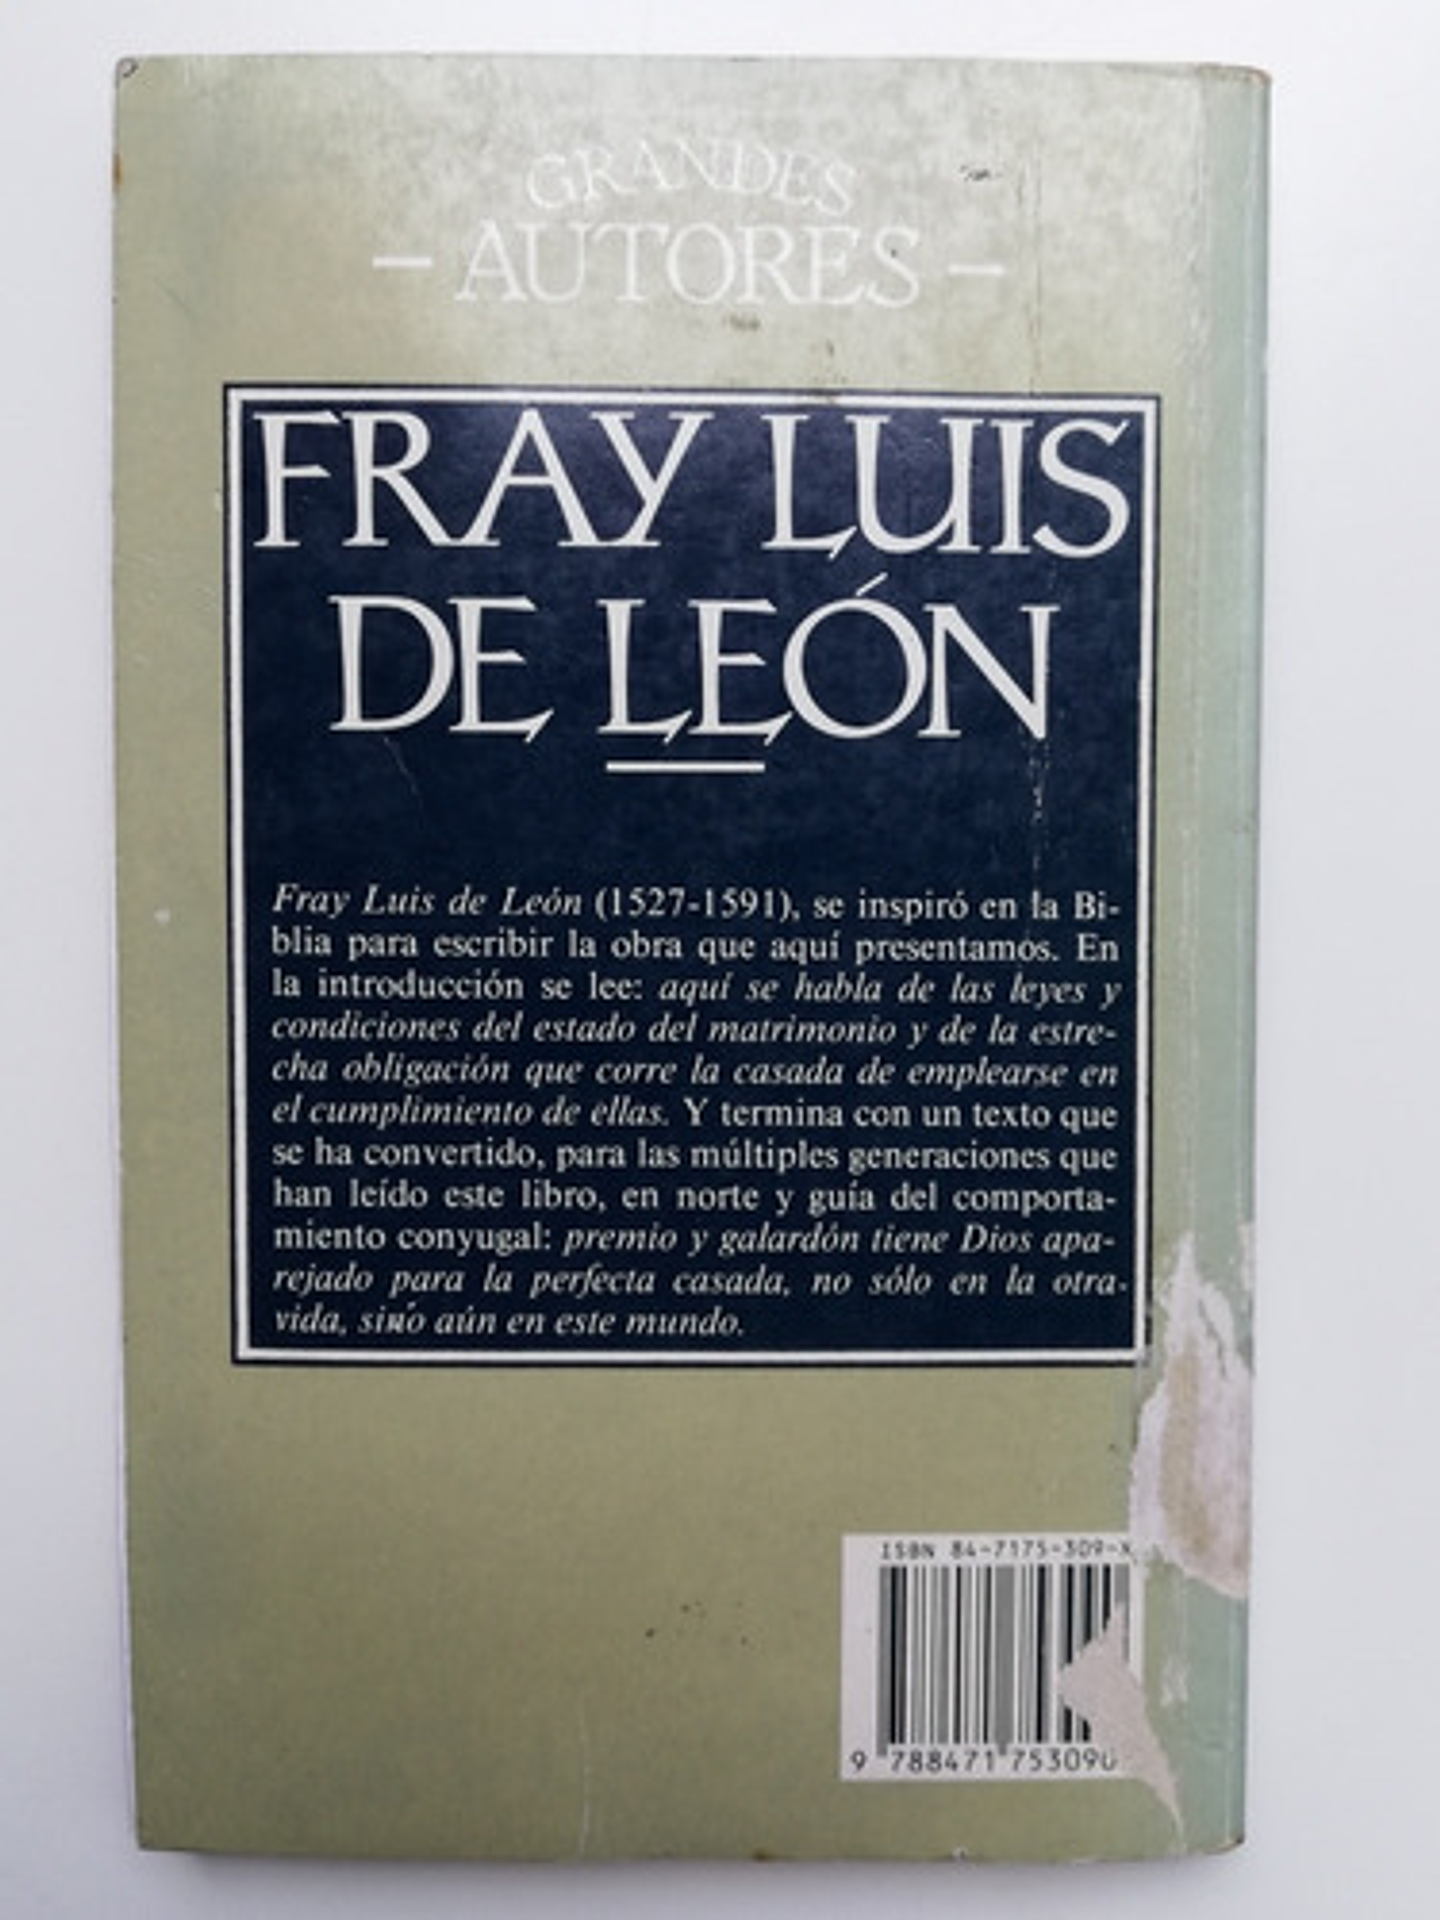 GRANDES
– AUTORES –
FRAY LUIS
DE LEÓN
Fray Luis de León (1527-1591), se inspiró en la Bi-
blia para escribir la obra que aquí presentamos. En
la introducción se lee: aquí se habla de las leyes y
condiciones del estado del matrimonio y de la estre-
cha obligación que corre la casada de emplearse en
el cumplimiento de ellas. Y termina con un texto que
se ha convertido, para las múltiples generaciones que
han leído este libro, en norte y guía del comporta-
miento conyugal: premio y galardón tiene Dios apa-
rejado para la perfecta casada, no sólo en la otra
vida, sinó aún en este mundo.
ISBN 84-7175-309-X
9 788471 753090